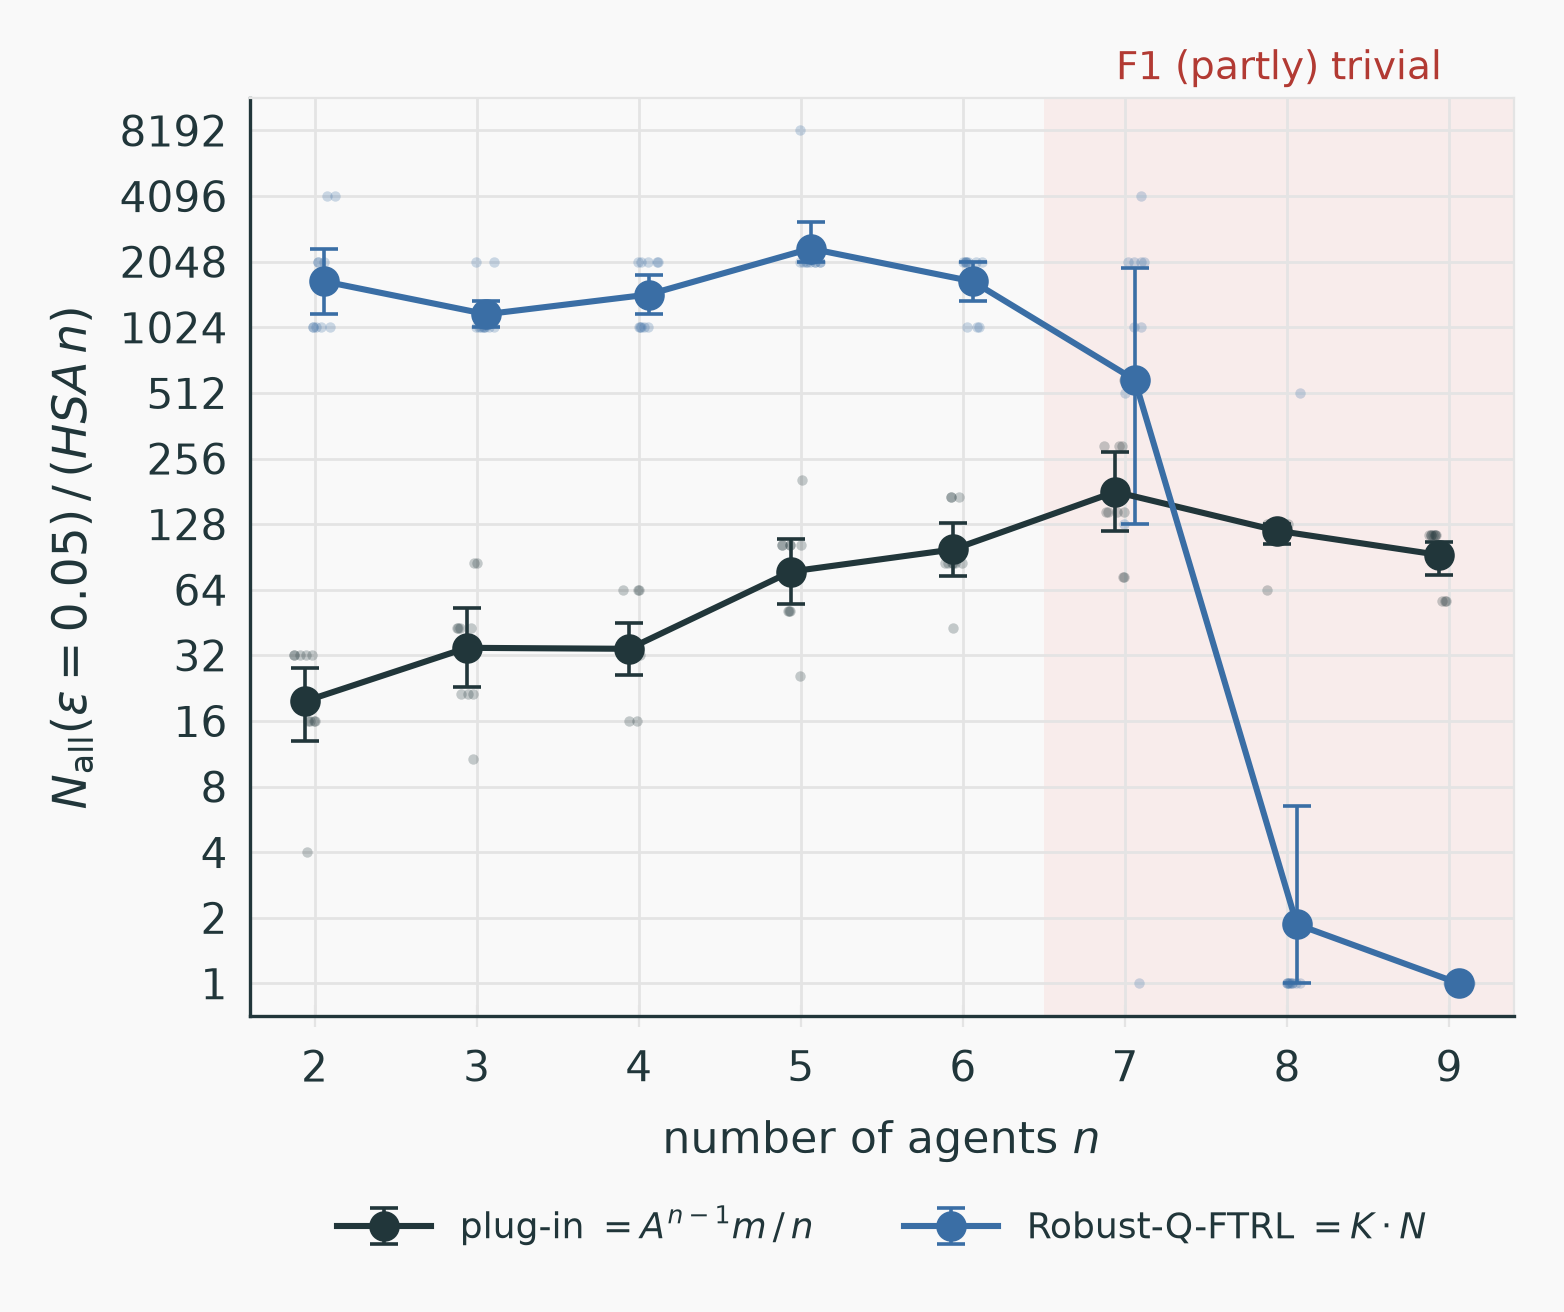 F1 (partly) trivial
N_all(ε = 0.05) / (HSA n)
8192
4096
2048
1024
512
256
128
64
32
16
8
4
2
1
2 3 4 5 6 7 8 9
number of agents n
plug-in = A^{n−1}m / n
Robust-Q-FTRL = K · N